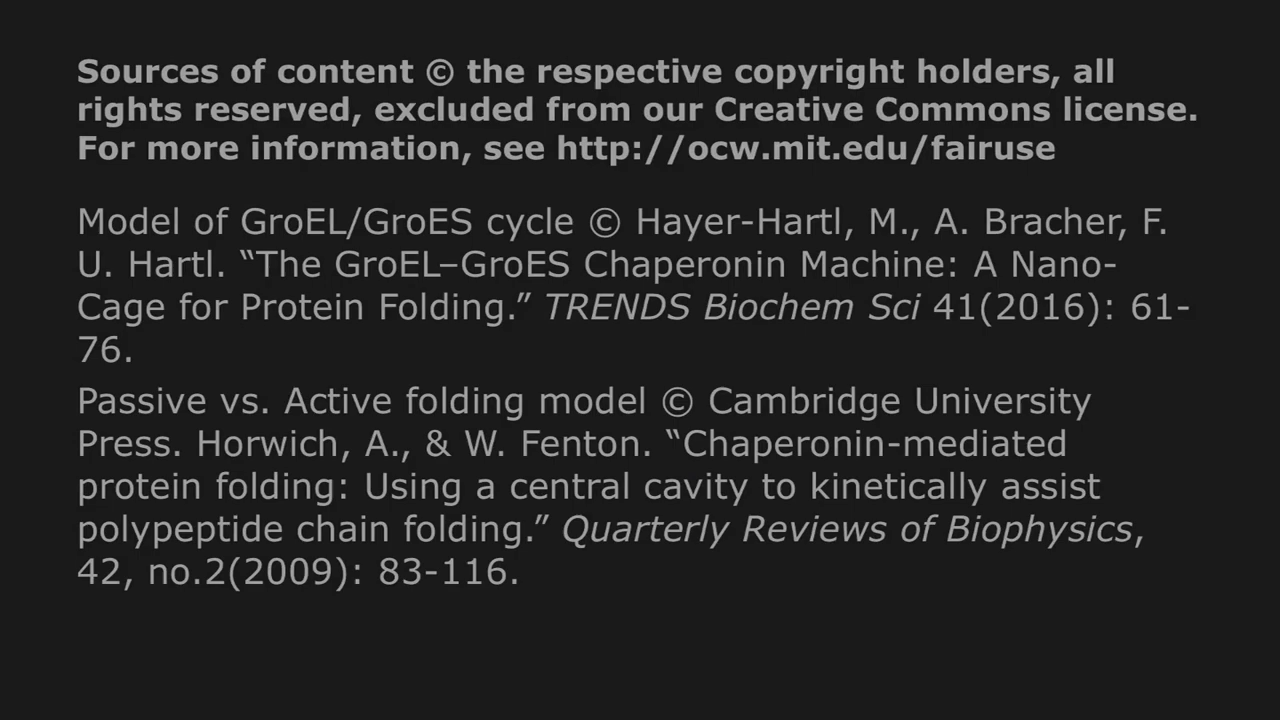 Sources of content © the respective copyright holders, all
rights reserved, excluded from our Creative Commons license.
For more information, see http://ocw.mit.edu/fairuse
Model of GroEL/GroES cycle © Hayer-Hartl, M., A. Bracher, F.
U. Hartl. “The GroEL–GroES Chaperonin Machine: A Nano-
Cage for Protein Folding.” TRENDS Biochem Sci 41(2016): 61-
76.
Passive vs. Active folding model © Cambridge University
Press. Horwich, A., & W. Fenton. “Chaperonin-mediated
protein folding: Using a central cavity to kinetically assist
polypeptide chain folding.” Quarterly Reviews of Biophysics,
42, no.2(2009): 83-116.